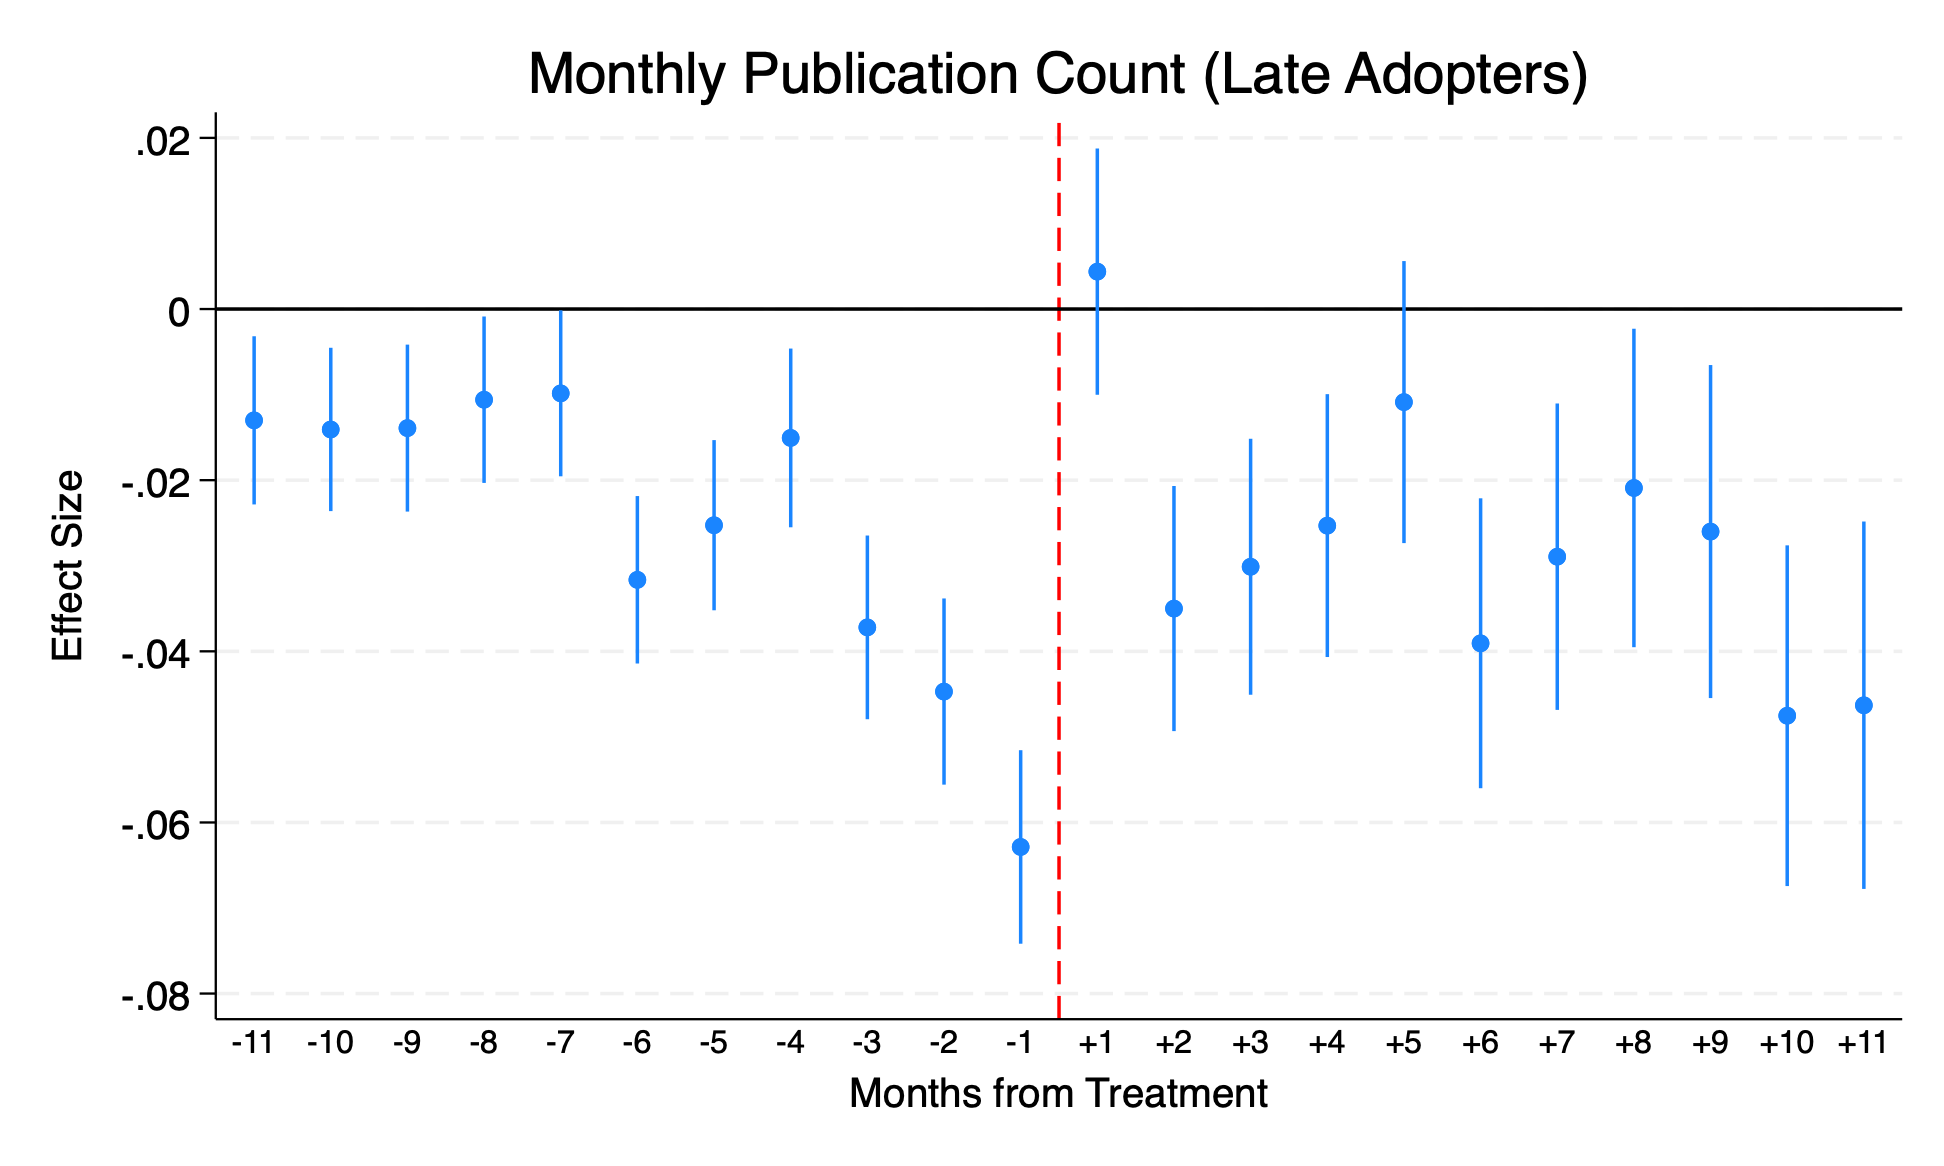 Monthly Publication Count (Late Adopters)
.02
0
-.02
-.04
-.06
-.08
Effect Size
-11 -10 -9 -8 -7 -6 -5 -4 -3 -2 -1 +1 +2 +3 +4 +5 +6 +7 +8 +9 +10 +11
Months from Treatment